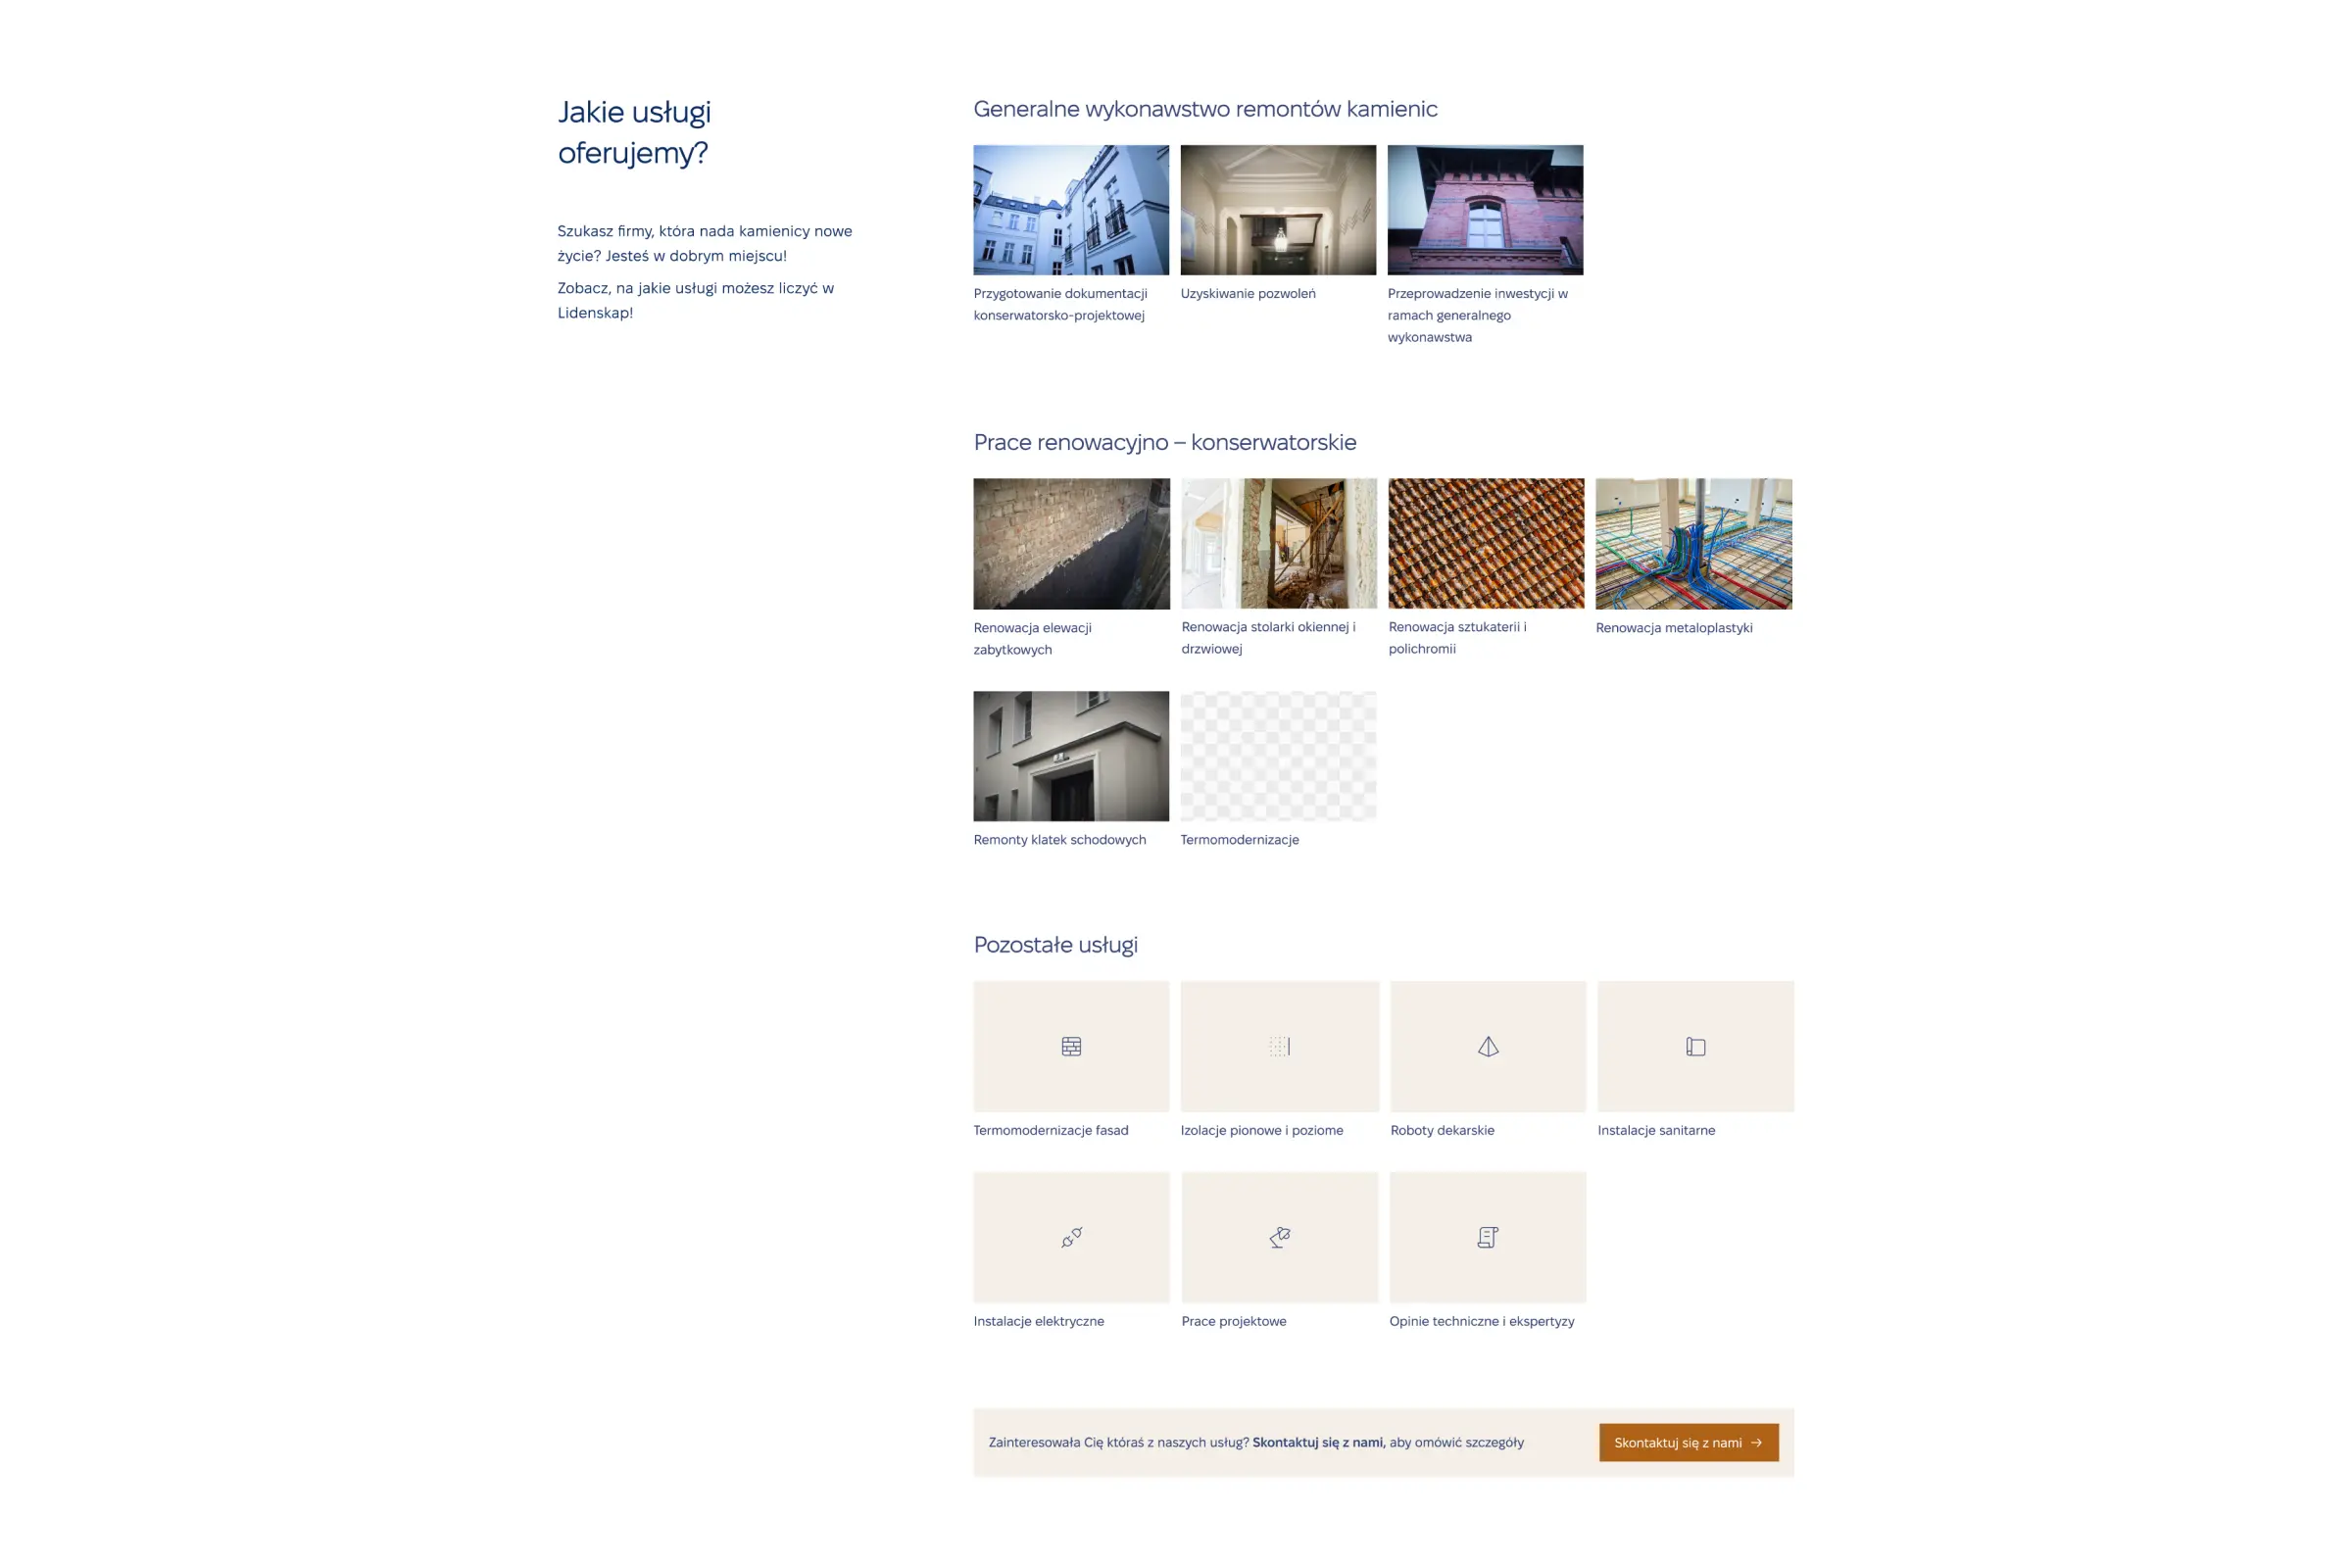 Jakie usługi
oferujemy?
Szukasz firmy, która nada kamienicy nowe
życie? Jesteś w dobrym miejscu!
Zobacz, na jakie usługi możesz liczyć w
Lidenskap!
Generalne wykonawstwo remontów kamienic
Przygotowanie dokumentacji
konserwatorsko-projektowej
Uzyskiwanie pozwoleń
Przeprowadzenie inwestycji w
ramach generalnego
wykonawstwa
Prace renowacyjno – konserwatorskie
Renowacja elewacji
zabytkowych
Renowacja stolarki okiennej i
drzwiowej
Renowacja sztukaterii i
polichromii
Renowacja metaloplastyki
Remonty klatek schodowych
Termomodernizacje
Pozostałe usługi
Termomodernizacje fasad
Izolacje pionowe i poziome
Roboty dekarskie
Instalacje sanitarne
Instalacje elektryczne
Prace projektowe
Opinie techniczne i ekspertyzy
Zainteresowała Cię któraś z naszych usług? Skontaktuj się z nami, aby omówić szczegóły
Skontaktuj się z nami →